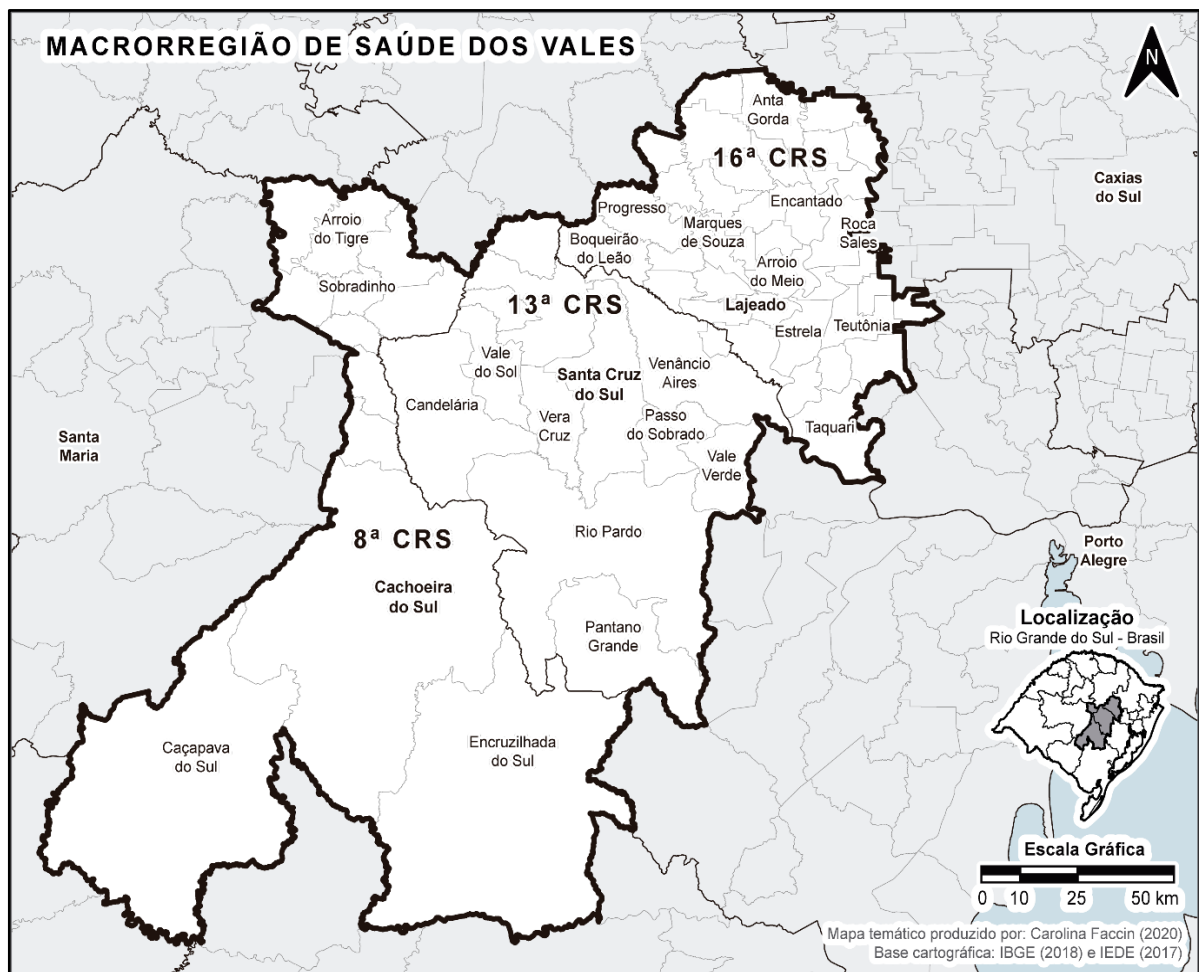 MACRORREGIÃO DE SAÚDE DOS VALES
N
Anta
Gorda
16ª CRS
Caxias
do Sul
Progresso
Encantado
Arroio
do Tigre
Marques
de Souza
Roca
Sales
Boqueirão
do Leão
Arroio
do Meio
Sobradinho
13ª CRS
Lajeado
Estrela
Teutônia
Vale
do Sol
Venâncio
Aires
Santa Cruz
do Sul
Candelária
Vera
Cruz
Passo
do Sobrado
Taquari
Santa
Maria
Vale
Verde
8ª CRS
Rio Pardo
Porto
Alegre
Cachoeira
do Sul
Pantano
Grande
Localização
Rio Grande do Sul - Brasil
Caçapava
do Sul
Encruzilhada
do Sul
Escala Gráfica
0 10 25 50 km
Mapa temático produzido por: Carolina Faccin (2020)
Base cartográfica: IBGE (2018) e IEDE (2017)